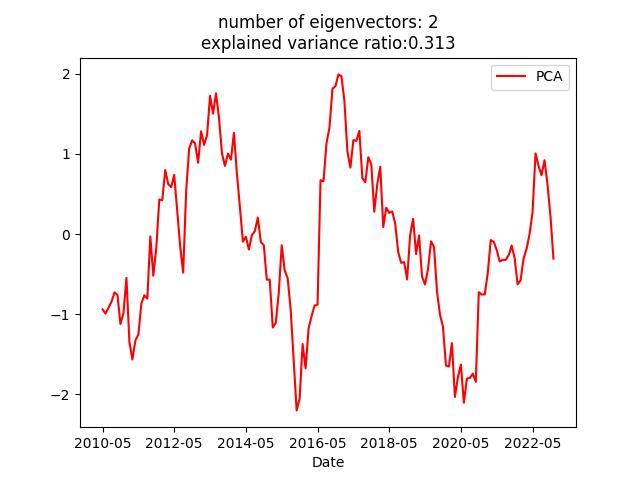 number of eigenvectors: 2
explained variance ratio:0.313
PCA
2
1
0
−1
−2
2010-05 2012-05 2014-05 2016-05 2018-05 2020-05 2022-05
Date